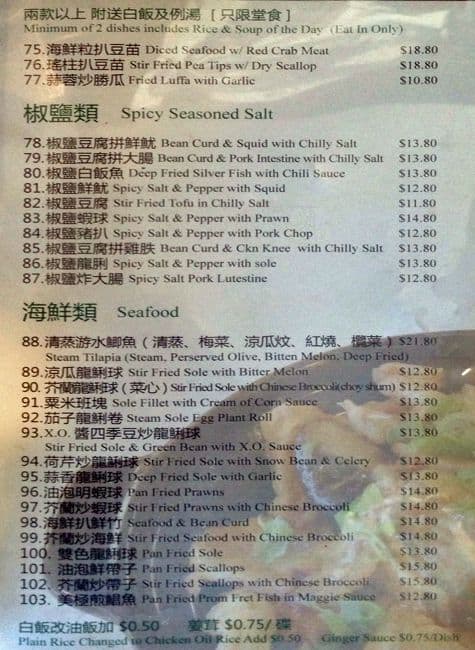 兩款以上 附送白飯及例湯 [ 只限堂食 ]
Minimum of 2 dishes includes Rice & Soup of the Day (Eat In Only)
75.海鮮粒扒豆苗 Diced Seafood w/ Red Crab Meat $18.80
76.瑤柱扒豆苗 Stir Fried Pea Tips w/ Dry Scallop $18.80
77.蒜蓉炒勝瓜 Fried Luffa with Garlic $10.80
椒鹽類 Spicy Seasoned Salt
78.椒鹽豆腐拼鮮魷 Bean Curd & Squid with Chilly Salt $13.80
79.椒鹽豆腐拼大腸 Bean Curd & Pork Intestine with Chilly Salt $13.80
80.椒鹽白飯魚 Deep Fried Silver Fish with Chili Sauce $13.80
81.椒鹽鮮魷 Spicy Salt & Pepper with Squid $12.80
82.椒鹽豆腐 Stir Fried Tofu in Chilly Salt $11.80
83.椒鹽蝦球 Spicy Salt & Pepper with Prawn $14.80
84.椒鹽豬扒 Spicy Salt & Pepper with Pork Chop $12.80
85.椒鹽豆腐拼雞肶 Bean Curd & Ckn Knee with Chilly Salt $13.80
86.椒鹽龍脷 Spicy Salt & Pepper with sole $13.80
87.椒鹽炸大腸 Spicy Salt Pork Lutestine $12.80
海鮮類 Seafood
88.清蒸游水鯽魚 ( 清蒸、梅菜、涼瓜炆、紅燒、欖菜 ) $21.80
Steam Tilapia (Steam, Perserved Olive, Bitten Melon, Deep Fried)
89.涼瓜龍脷球 Stir Fried Sole with Bitter Melon $12.80
90.芥蘭龍脷球 ( 菜心 ) Stir Fried Sole with Chinese Broccoli(choy shum) $12.80
91.粟米班塊 Sole Fillet with Cream of Corn Sauce $13.80
92.茄子龍脷卷 Steam Sole Egg Plant Roll $13.80
93.X.O. 醬四季豆炒龍脷球 $13.80
Stir Fried Sole & Green Bean with X.O. Sauce
94.荷芹炒龍脷球 Stir Fried Sole with Snow Bean & Celery $12.80
95.蒜香龍脷球 Deep Fried Sole with Garlic $13.80
96.油泡明蝦球 Pan Fried Prawns $14.80
97.芥蘭炒蝦球 Stir Fried Prawns with Chinese Broccoli $14.80
98.海鮮扒鮮竹 Seafood & Bean Curd $14.80
99.芥蘭炒海鮮 Stir Fried Seafood with Chinese Broccoli $14.80
100. 雙色龍脷球 Pan Fried Sole $13.80
101. 油泡鮮帶子 Pan Fried Scallops $15.80
102. 芥蘭炒帶子 Stir Fried Scallops with Chinese Broccoli $15.80
103. 美極煎鯧魚 Pan Fried Prom Fret Fish in Maggie Sauce $12.80
白飯改油飯加 $0.50 姜茸 $0.75/ 碟
Plain Rice Changed to Chicken Oil Rice Add $0.50 Ginger Sauce $0.75/Dish